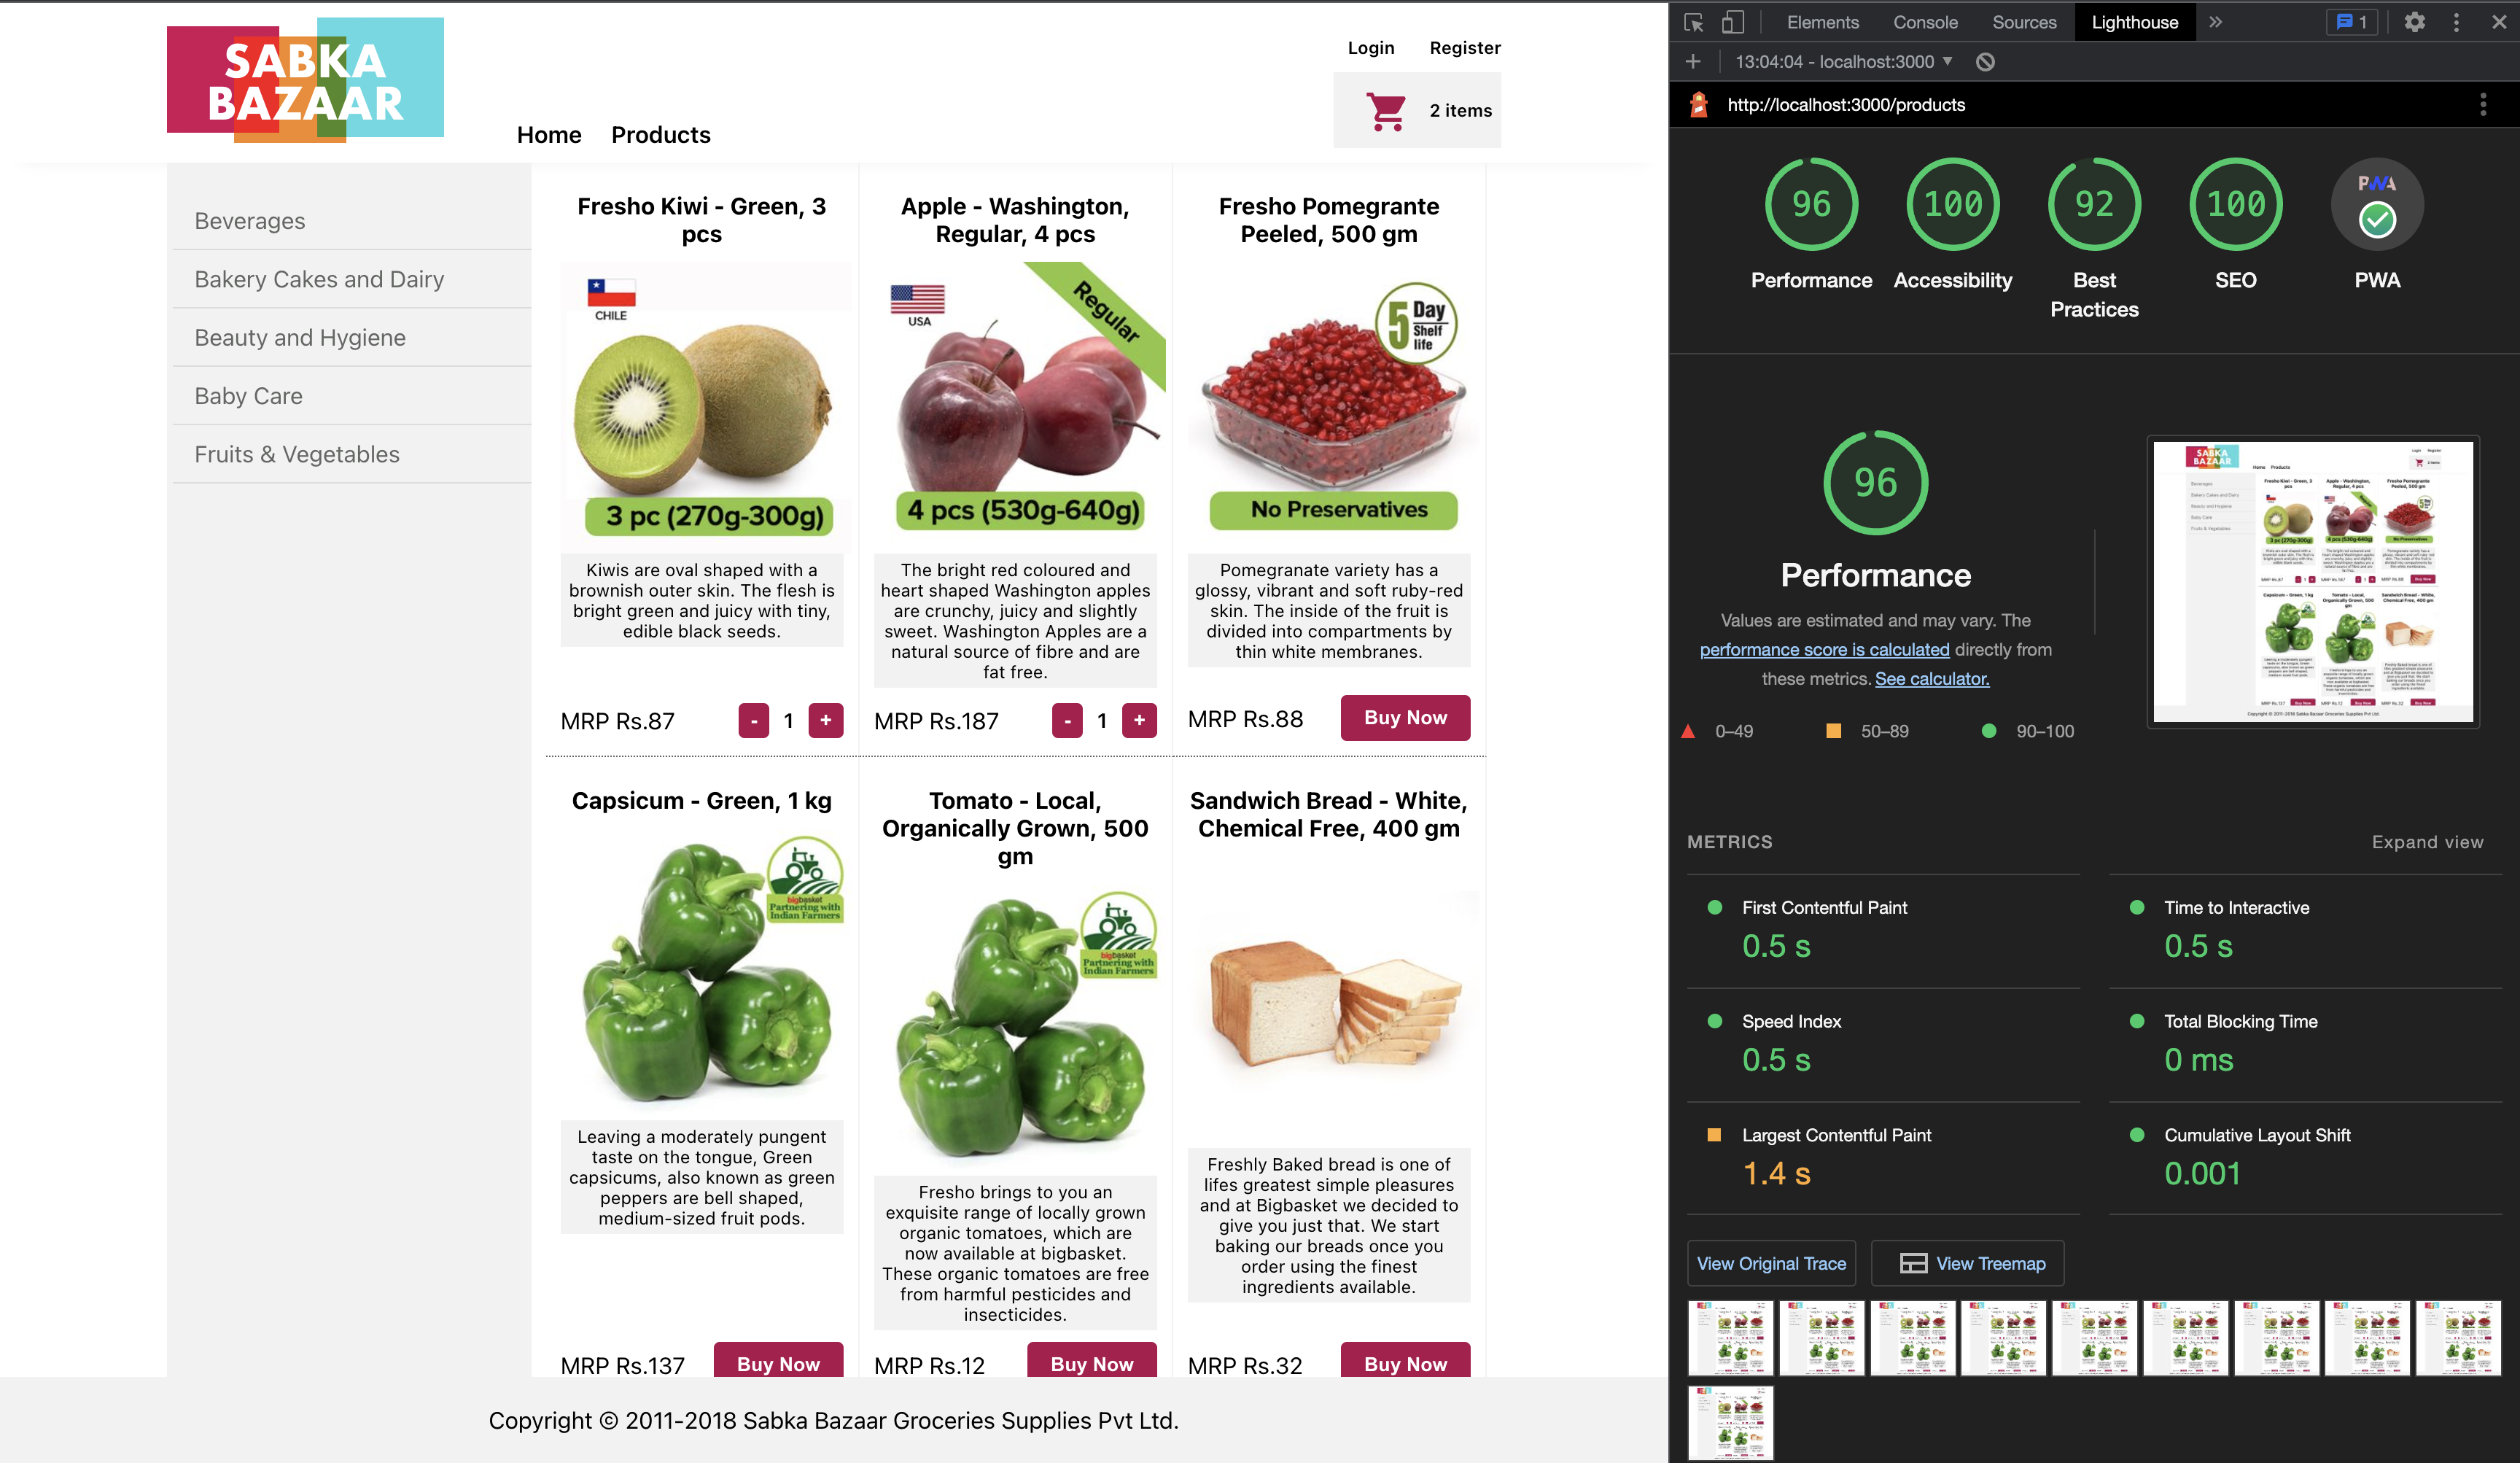 SABKA
BAZAAR
Home
Products
Login
Register
2 items
Beverages
Bakery Cakes and Dairy
Beauty and Hygiene
Baby Care
Fruits & Vegetables
Fresho Kiwi - Green, 3
pcs
CHILE
3 pc (270g-300g)
Kiwis are oval shaped with a
brownish outer skin. The flesh is
bright green and juicy with tiny,
edible black seeds.
MRP Rs.87
-
1
+
Apple - Washington,
Regular, 4 pcs
USA
Regular
4 pcs (530g-640g)
The bright red coloured and
heart shaped Washington apples
are crunchy, juicy and slightly
sweet. Washington Apples are a
natural source of fibre and are
fat free.
MRP Rs.187
-
1
+
Fresho Pomegrante
Peeled, 500 gm
5 Day
Shelf
life
No Preservatives
Pomegranate variety has a
glossy, vibrant and soft ruby-red
skin. The inside of the fruit is
divided into compartments by
thin white membranes.
MRP Rs.88
Buy Now
Capsicum - Green, 1 kg
bigbasket
Partnering with
Indian Farmers
Leaving a moderately pungent
taste on the tongue, Green
capsicums, also known as green
peppers are bell shaped,
medium-sized fruit pods.
MRP Rs.137
Buy Now
Tomato - Local,
Organically Grown, 500
gm
bigbasket
Partnering with
Indian Farmers
Fresho brings to you an
exquisite range of locally grown
organic tomatoes, which are
now available at bigbasket.
These organic tomatoes are free
from harmful pesticides and
insecticides.
MRP Rs.12
Buy Now
Sandwich Bread - White,
Chemical Free, 400 gm
Freshly Baked bread is one of
lifes greatest simple pleasures
and at Bigbasket we decided to
give you just that. We start
baking our breads once you
order using the finest
ingredients available.
MRP Rs.32
Buy Now
Copyright © 2011-2018 Sabka Bazaar Groceries Supplies Pvt Ltd.
Elements
Console
Sources
Lighthouse
1
13:04:04 - localhost:3000
http://localhost:3000/products
96
Performance
100
Accessibility
92
Best
Practices
100
SEO
PWA
PWA
96
Performance
Values are estimated and may vary. The
performance score is calculated directly from
these metrics. See calculator.
0–49
50–89
90–100
METRICS
Expand view
First Contentful Paint
0.5 s
Time to Interactive
0.5 s
Speed Index
0.5 s
Total Blocking Time
0 ms
Largest Contentful Paint
1.4 s
Cumulative Layout Shift
0.001
View Original Trace
View Treemap